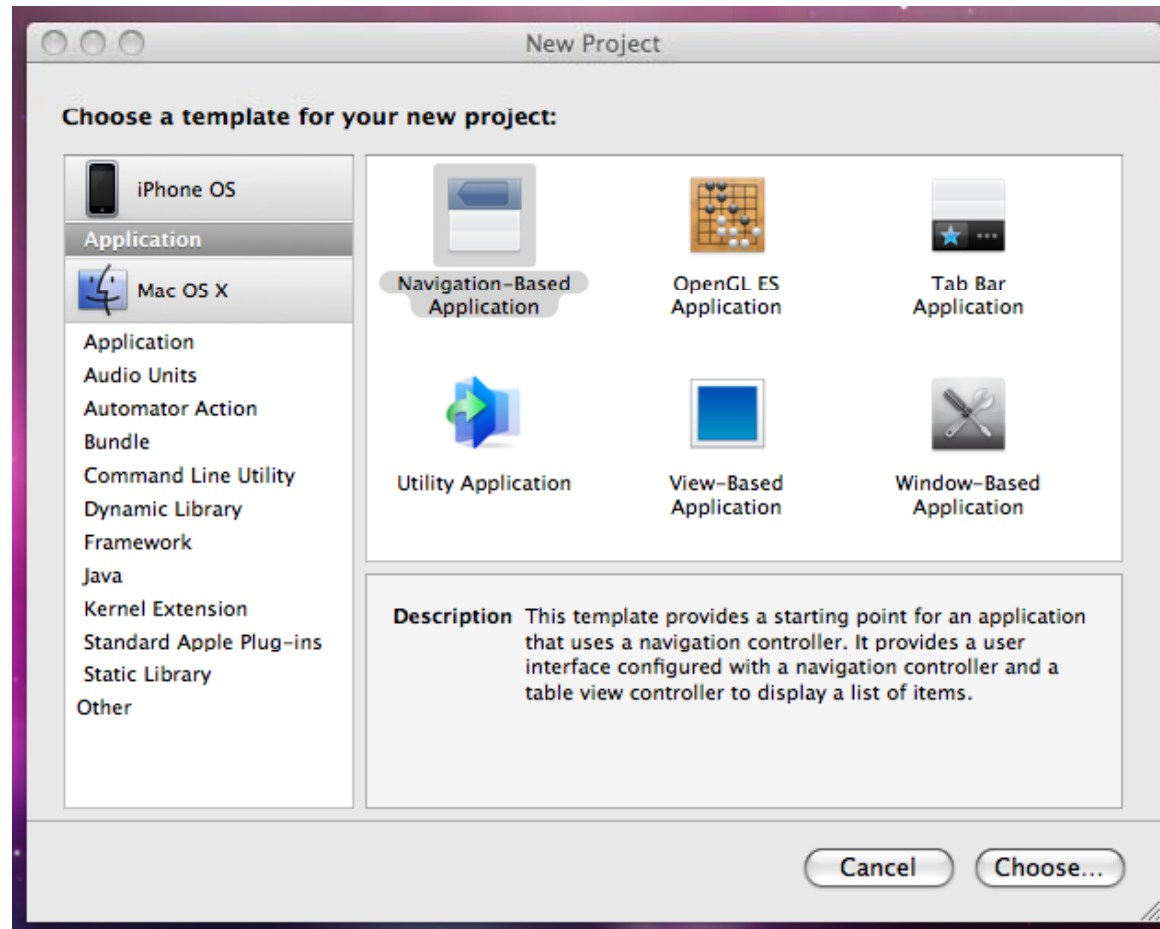 New Project
Choose a template for your new project:
iPhone OS
Application
Mac OS X
Application
Audio Units
Automator Action
Bundle
Command Line Utility
Dynamic Library
Framework
Java
Kernel Extension
Standard Apple Plug-ins
Static Library
Other
Navigation-Based
Application
OpenGL ES
Application
Tab Bar
Application
Utility Application
View-Based
Application
Window-Based
Application
Description This template provides a starting point for an application
that uses a navigation controller. It provides a user
interface configured with a navigation controller and a
table view controller to display a list of items.
Cancel
Choose...